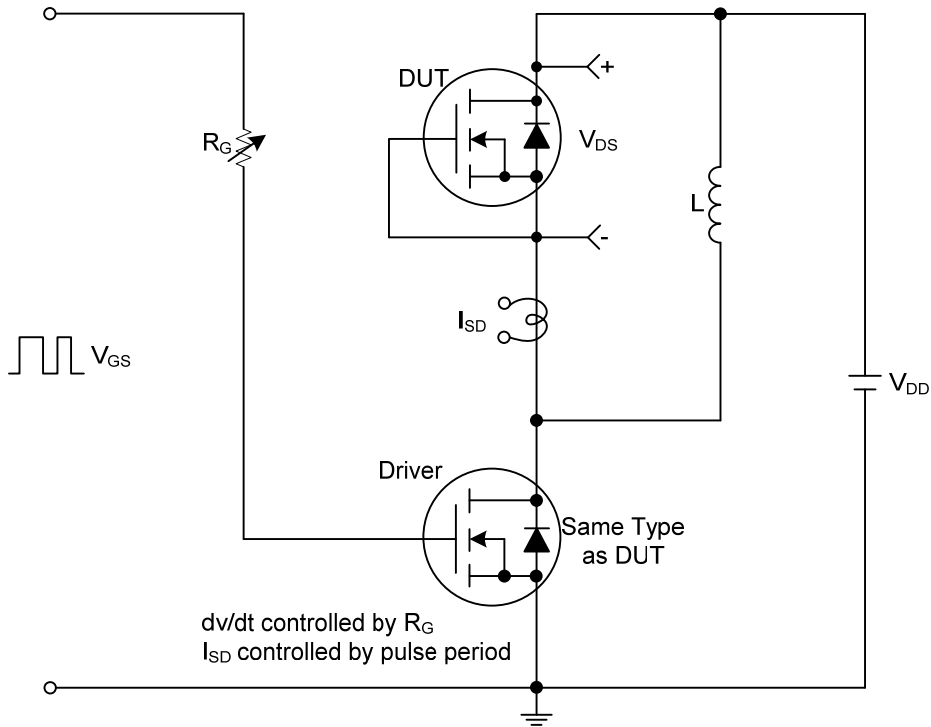 DUT
+
R_G
V_DS
L
-
I_SD
V_GS
V_DD
Driver
Same Type
as DUT
dv/dt controlled by R_G
I_SD controlled by pulse period